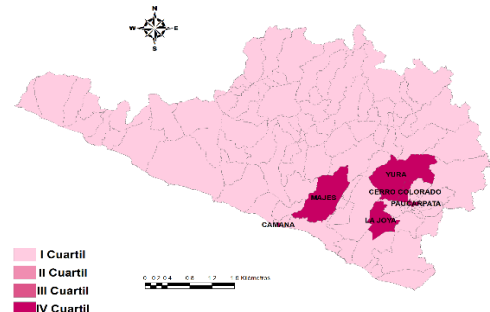 N
W E
S
YURA
CERRO COLORADO
MAJES
PAUCARPATA
LA JOYA
CAMANA
I Cuartil
II Cuartil
III Cuartil
IV Cuartil